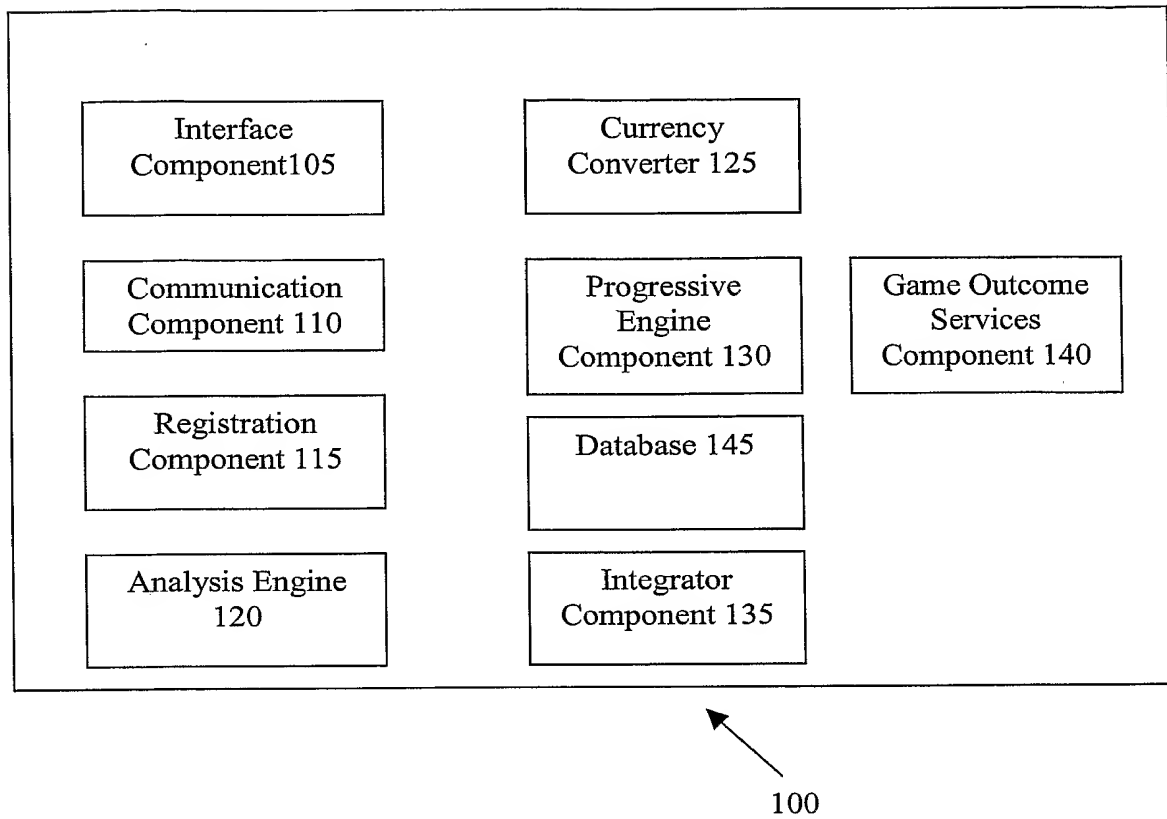 Interface
Component105
Currency
Converter 125
Communication
Component 110
Progressive
Engine
Component 130
Game Outcome
Services
Component 140
Registration
Component 115
Database 145
Analysis Engine
120
Integrator
Component 135
100